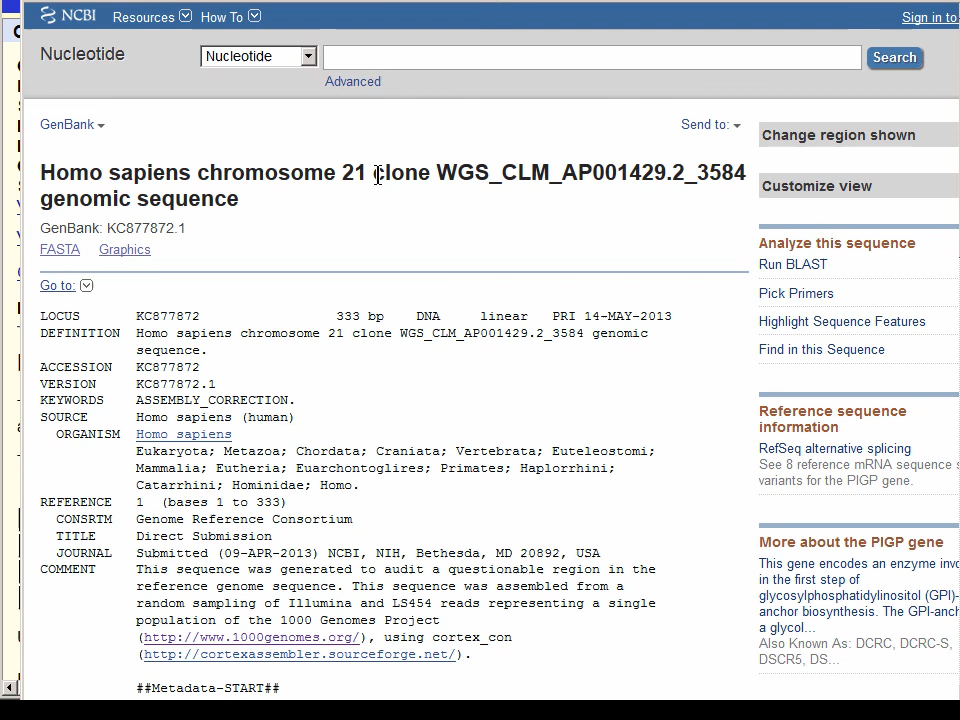 NCBI Resources How To Sign in to
Nucleotide Nucleotide Search
Advanced
GenBank Send to:
Homo sapiens chromosome 21 clone WGS_CLM_AP001429.2_3584
genomic sequence
GenBank: KC877872.1
FASTA Graphics
Go to:
LOCUS KC877872 333 bp DNA linear PRI 14-MAY-2013
DEFINITION Homo sapiens chromosome 21 clone WGS_CLM_AP001429.2_3584 genomic
sequence.
ACCESSION KC877872
VERSION KC877872.1
KEYWORDS ASSEMBLY_CORRECTION.
SOURCE Homo sapiens (human)
ORGANISM Homo sapiens
Eukaryota; Metazoa; Chordata; Craniata; Vertebrata; Euteleostomi;
Mammalia; Eutheria; Euarchontoglires; Primates; Haplorrhini;
Catarrhini; Hominidae; Homo.
REFERENCE 1 (bases 1 to 333)
CONSRTM Genome Reference Consortium
TITLE Direct Submission
JOURNAL Submitted (09-APR-2013) NCBI, NIH, Bethesda, MD 20892, USA
COMMENT This sequence was generated to audit a questionable region in the
reference genome sequence. This sequence was assembled from a
random sampling of Illumina and LS454 reads representing a single
population of the 1000 Genomes Project
(http://www.1000genomes.org/), using cortex_con
(http://cortexassembler.sourceforge.net/).
##Metadata-START##
Change region shown
Customize view
Analyze this sequence
Run BLAST
Pick Primers
Highlight Sequence Features
Find in this Sequence
Reference sequence
information
RefSeq alternative splicing
See 8 reference mRNA sequence s
variants for the PIGP gene.
More about the PIGP gene
This gene encodes an enzyme invo
in the first step of
glycosylphosphatidylinositol (GPI)-
anchor biosynthesis. The GPI-anch
a glycol...
Also Known As: DCRC, DCRC-S,
DSCR5, DS...